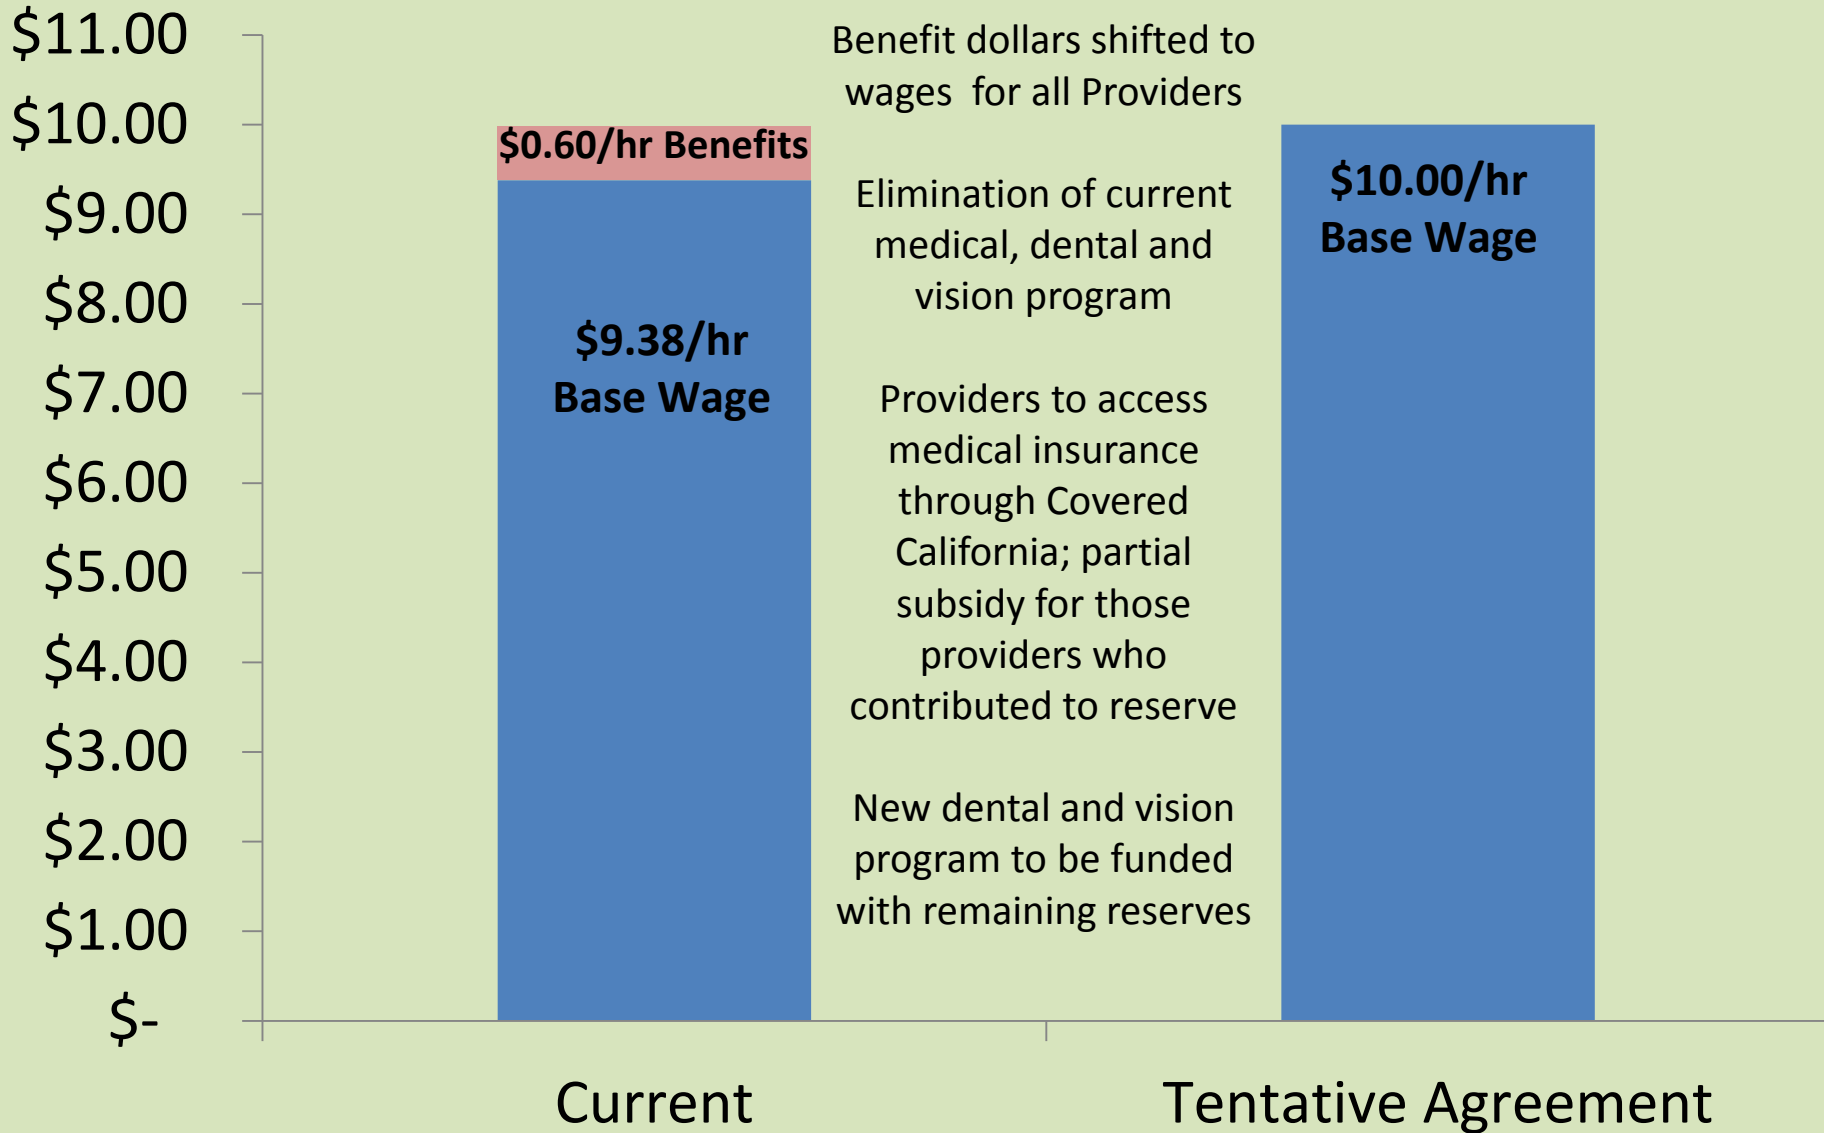 $11.00
$10.00
$9.00
$8.00
$7.00
$6.00
$5.00
$4.00
$3.00
$2.00
$1.00
$-
$0.60/hr Benefits
$9.38/hr
Base Wage
Benefit dollars shifted to
wages for all Providers
Elimination of current
medical, dental and
vision program
Providers to access
medical insurance
through Covered
California; partial
subsidy for those
providers who
contributed to reserve
New dental and vision
program to be funded
with remaining reserves
$10.00/hr
Base Wage
Current
Tentative Agreement